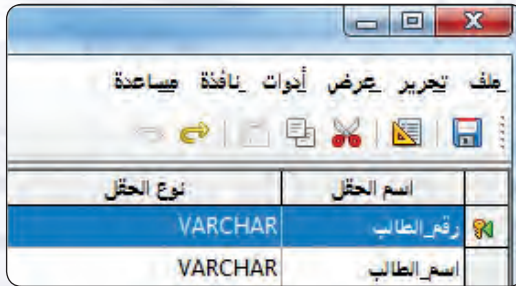 ملف تحرير عرض أدوات نافذة مساعدة
اسم الحقل نوع الحقل
رقم_الطالب VARCHAR
اسم_الطالب VARCHAR